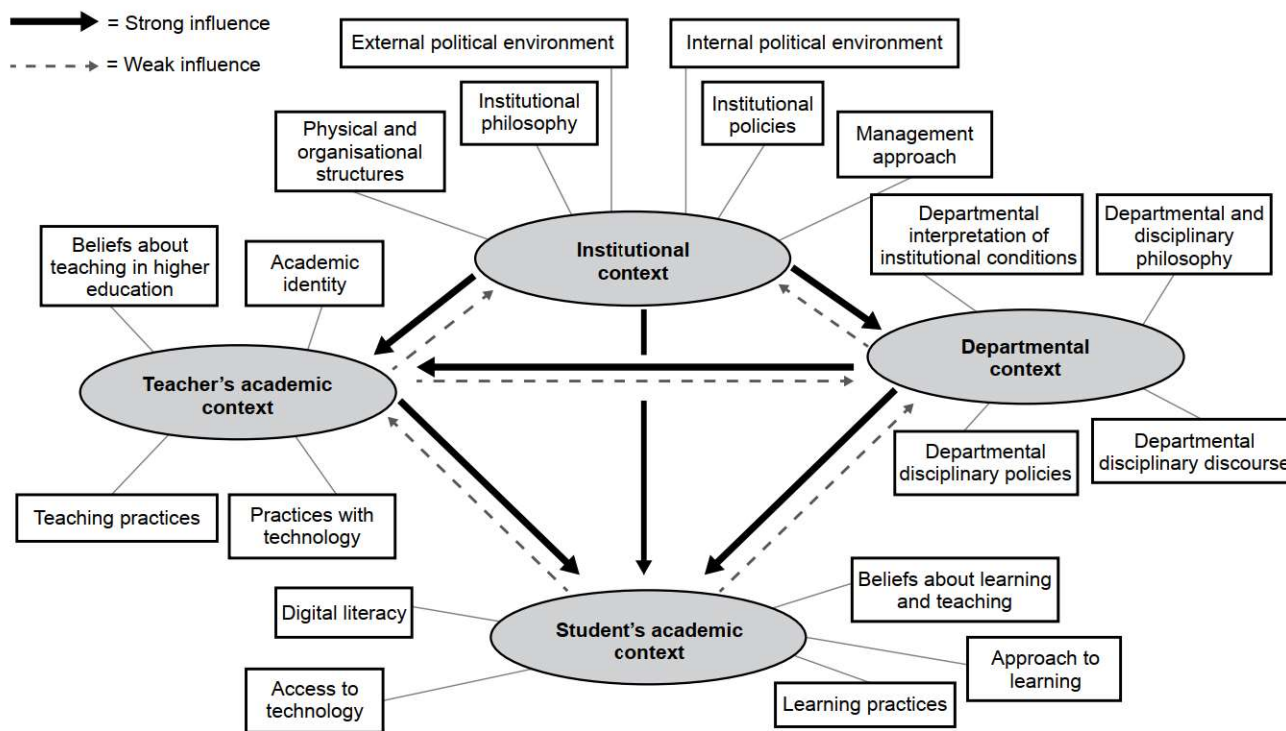 = Strong influence
= Weak influence
External political environment
Internal political environment
Institutional
philosophy
Institutional
policies
Physical and
organisational
structures
Management
approach
Beliefs about
teaching in higher
education
Academic
identity
Institutional
context
Departmental
interpretation of
institutional conditions
Departmental and
disciplinary
philosophy
Teacher's academic
context
Departmental
context
Teaching practices
Practices with
technology
Departmental
disciplinary policies
Departmental
disciplinary discourse
Digital literacy
Beliefs about learning
and teaching
Student's academic
context
Access to
technology
Learning practices
Approach to
learning